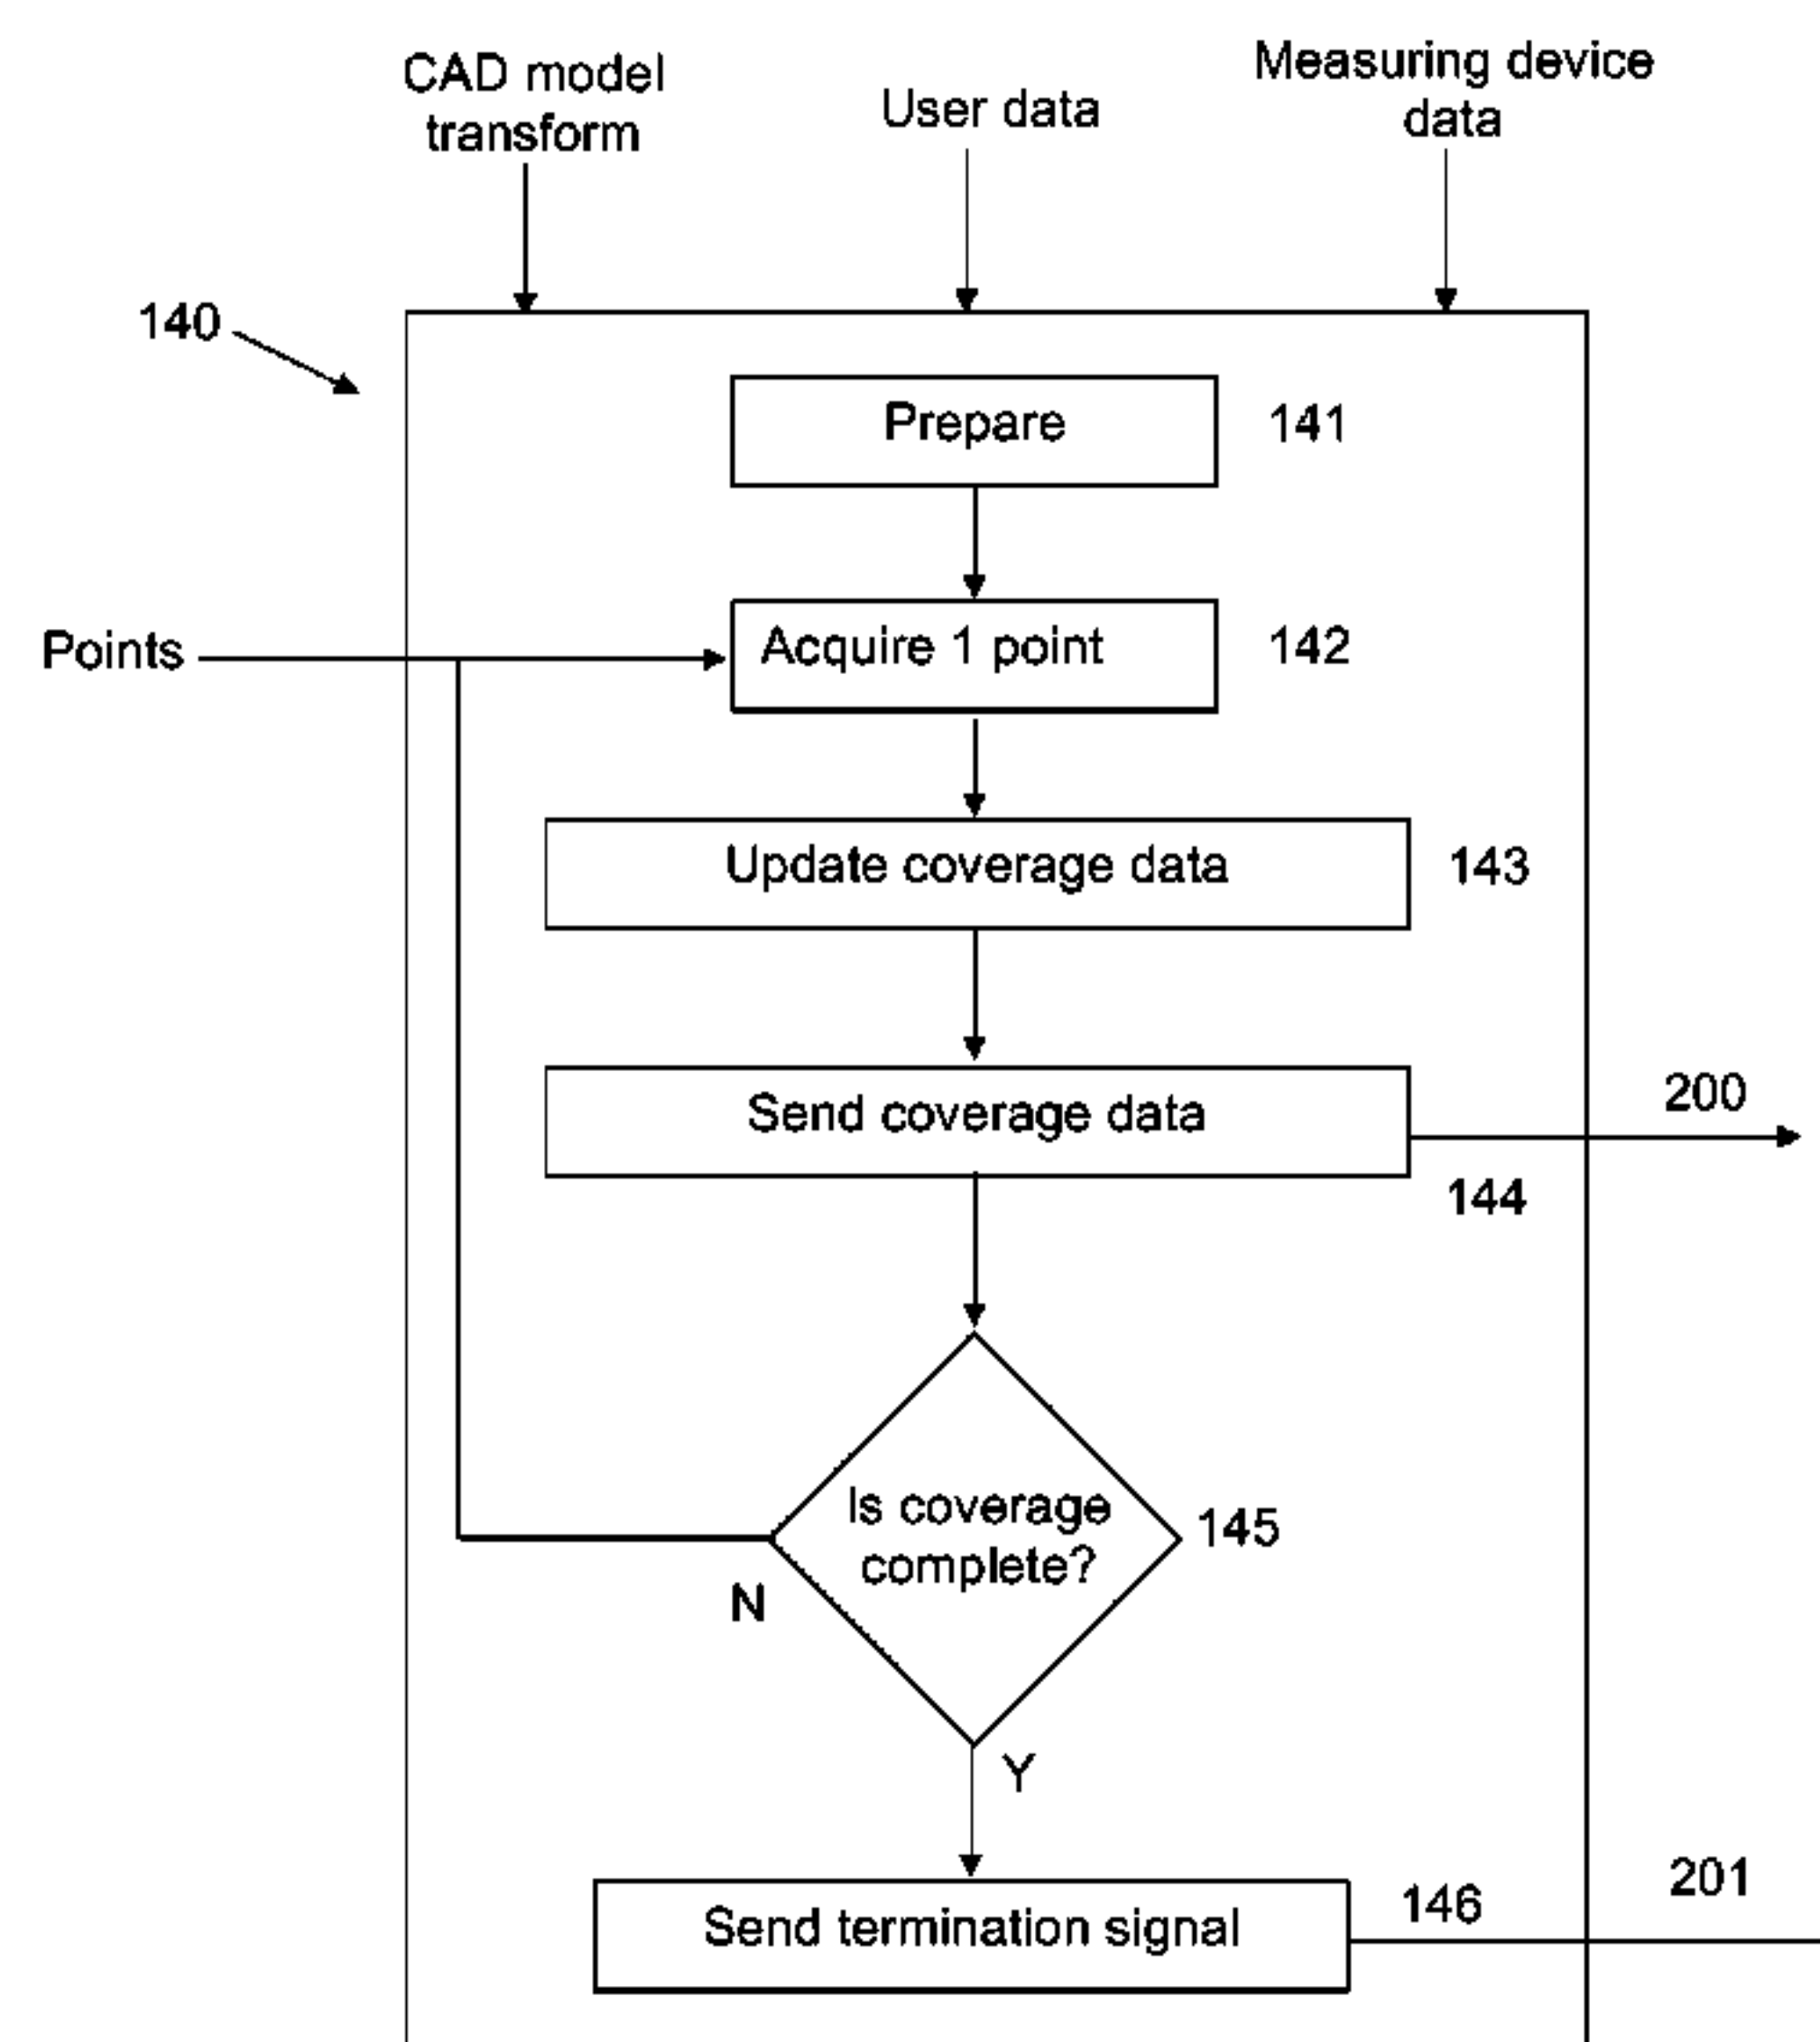 CAD model
transform
User data
Measuring device
data
140
Prepare
141
Points
Acquire 1 point
142
Update coverage data
143
Send coverage data
200
144
Is coverage
complete?
145
N
Y
Send termination signal
146
201